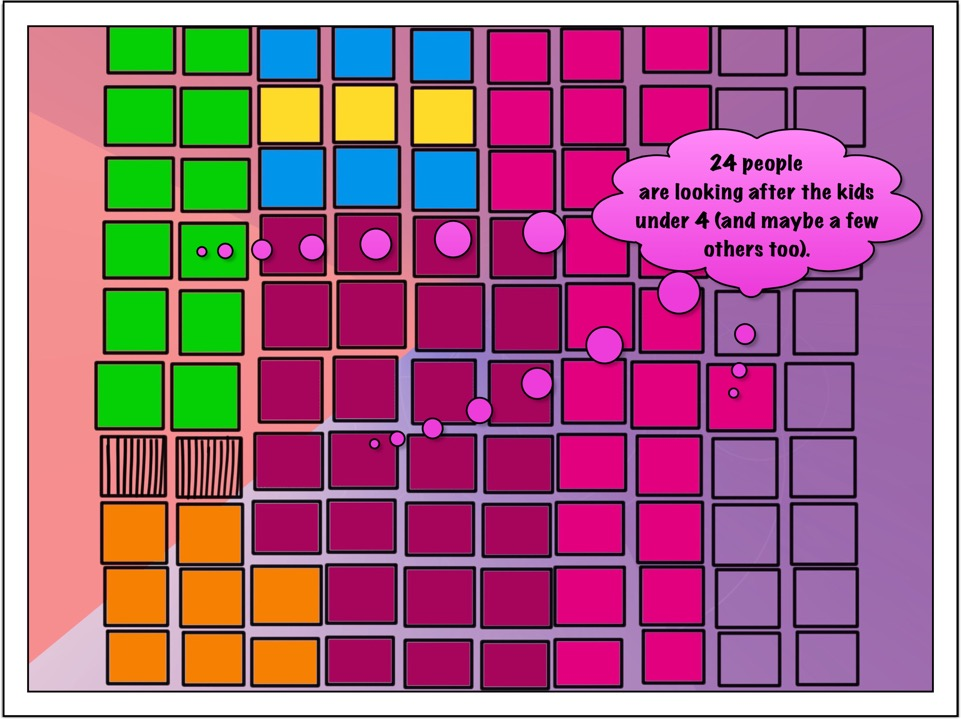 24 people
are looking after the kids
under 4 (and maybe a few
others too).